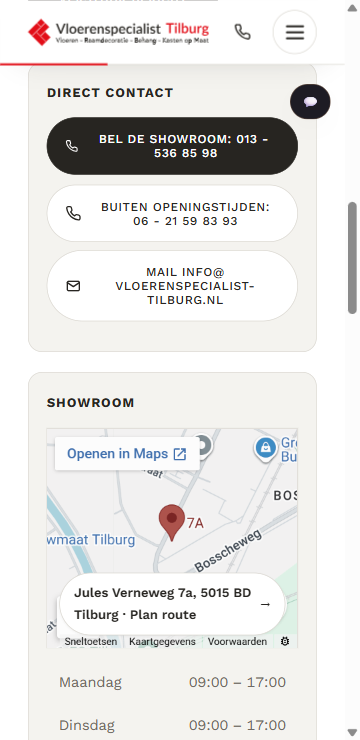 Vloerenspecialist Tilburg
Vloeren - Raamdecoratie - Behang - Kasten op Maat
DIRECT CONTACT
BEL DE SHOWROOM: 013 -
536 85 98
BUITEN OPENINGSTIJDEN:
06 - 21 59 83 93
MAIL INFO@
VLOERENSPECIALIST-
TILBURG.NL
SHOWROOM
Openen in Maps
7A
Bosscheweg
wmaat Tilburg
Jules Verneweg 7a, 5015 BD
Tilburg · Plan route →
Sneltoetsen Kaartgegevens Voorwaarden
Maandag 09:00 – 17:00
Dinsdag 09:00 – 17:00